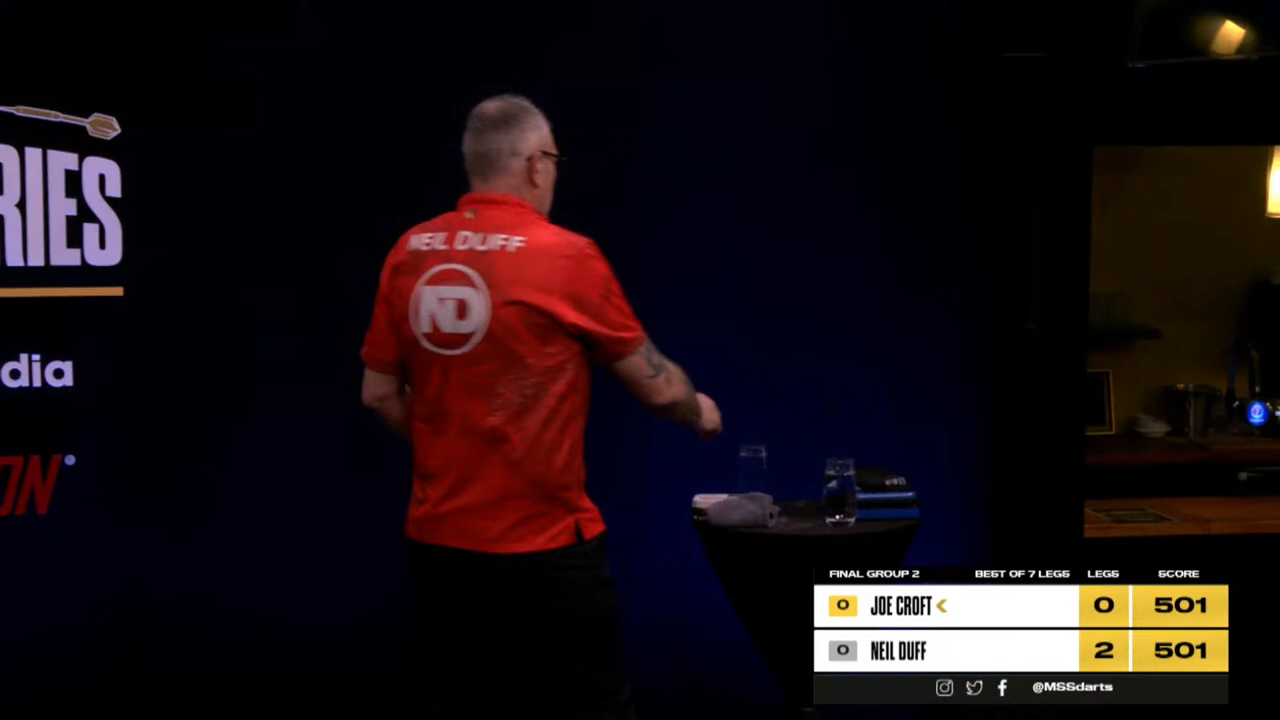 RIES
dia
ON
NEIL DUFF
ND
FINAL GROUP 2 BEST OF 7 LEGS LEGS SCORE
0 JOE CROFT 0 501
0 NEIL DUFF 2 501
@MSSdarts